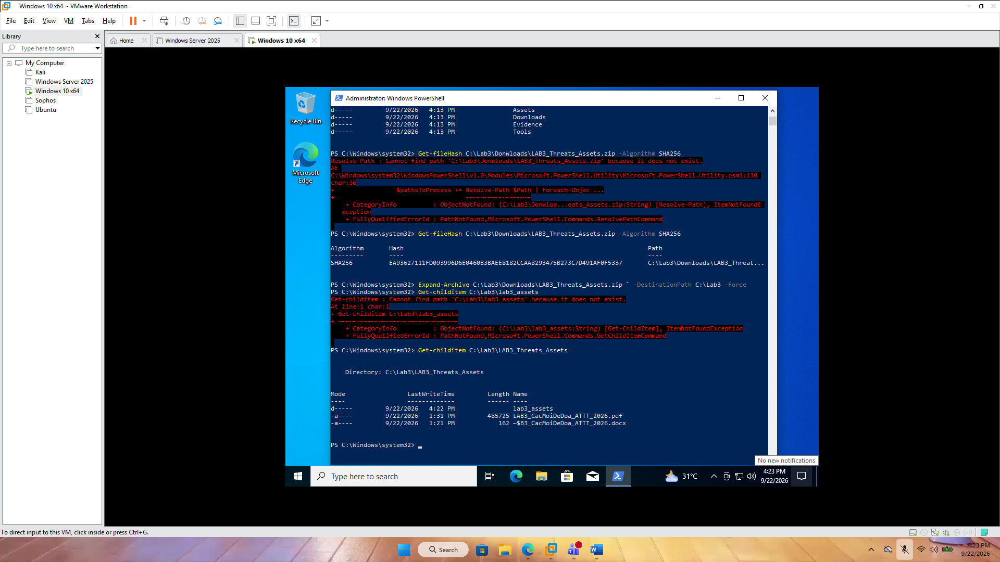 Windows 10 x64 - VMware Workstation
File Edit View VM Tabs Help
Library
Type here to search
My Computer
Kali
Windows Server 2025
Windows 10 x64
Sophos
Ubuntu
Home
Windows Server 2025
Windows 10 x64
Recycle Bin
Microsoft
Edge
Administrator: Windows PowerShell
d----- 9/22/2026 4:13 PM Assets
d----- 9/22/2026 4:13 PM Downloads
d----- 9/22/2026 4:13 PM Evidence
d----- 9/22/2026 4:13 PM Tools
PS C:\Windows\system32> Get-fileHash C:\Lab3\Donwloads\LAB3_Threats_Assets.zip -Algorithm SHA256
Resolve-Path : Cannot find path 'C:\Lab3\Donwloads\LAB3_Threats_Assets.zip' because it does not exist.
At
C:\Windows\system32\WindowsPowerShell\v1.0\Modules\Microsoft.PowerShell.Utility\Microsoft.PowerShell.Utility.psm1:110
char:36
+ $pathsToProcess += Resolve-Path $Path | Foreach-Objec ...
+ ~~~~~~~~~~~~~~~~~~
+ CategoryInfo : ObjectNotFound: (C:\Lab3\Donwloa...eats_Assets.zip:String) [Resolve-Path], ItemNotFoundE
xception
+ FullyQualifiedErrorId : PathNotFound,Microsoft.PowerShell.Commands.ResolvePathCommand
PS C:\Windows\system32> Get-fileHash C:\Lab3\Downloads\LAB3_Threats_Assets.zip -Algorithm SHA256
Algorithm Hash Path
--------- ---- ----
SHA256 EA93627111FD093996D6E0460B3BAEE8182CCAA8293475B273C7D491AF0F5337 C:\Lab3\Downloads\LAB3_Threat...
PS C:\Windows\system32> Expand-Archive C:\Lab3\Downloads\LAB3_Threats_Assets.zip ` -DestinationPath C:\Lab3 -Force
PS C:\Windows\system32> Get-childitem C:\Lab3\lab3_assets
Get-childitem : Cannot find path 'C:\Lab3\lab3_assets' because it does not exist.
At line:1 char:1
+ Get-childitem C:\Lab3\lab3_assets
+ ~~~~~~~~~~~~~~~~~~~~~~~~~~~~~~~~~
+ CategoryInfo : ObjectNotFound: (C:\Lab3\lab3_assets:String) [Get-ChildItem], ItemNotFoundException
+ FullyQualifiedErrorId : PathNotFound,Microsoft.PowerShell.Commands.GetChildItemCommand
PS C:\Windows\system32> Get-childitem C:\Lab3\LAB3_Threats_Assets
Directory: C:\Lab3\LAB3_Threats_Assets
Mode LastWriteTime Length Name
---- ------------- ------ ----
d----- 9/22/2026 4:22 PM lab3_assets
-a---- 9/22/2026 1:31 PM 485725 LAB3_CacMoiDeDoa_ATTT_2026.pdf
-a---- 9/22/2026 1:21 PM 162 ~$B3_CacMoiDeDoa_ATTT_2026.docx
PS C:\Windows\system32>
No new notifications
Type here to search
31°C
4:23 PM
9/22/2026
To direct input to this VM, click inside or press Ctrl+G.
Search
4:23 PM
9/22/2026